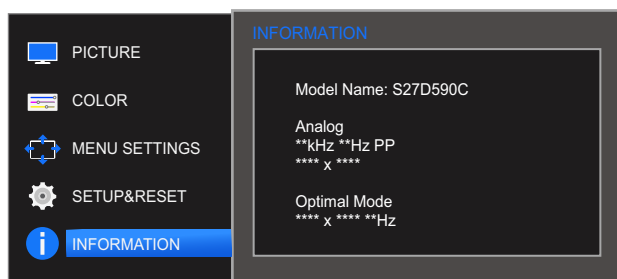 PICTURE
COLOR
MENU SETTINGS
SETUP&RESET
INFORMATION
INFORMATION
Model Name: S27D590C
Analog
**kHz **Hz PP
**** x ****
Optimal Mode
**** x **** **Hz